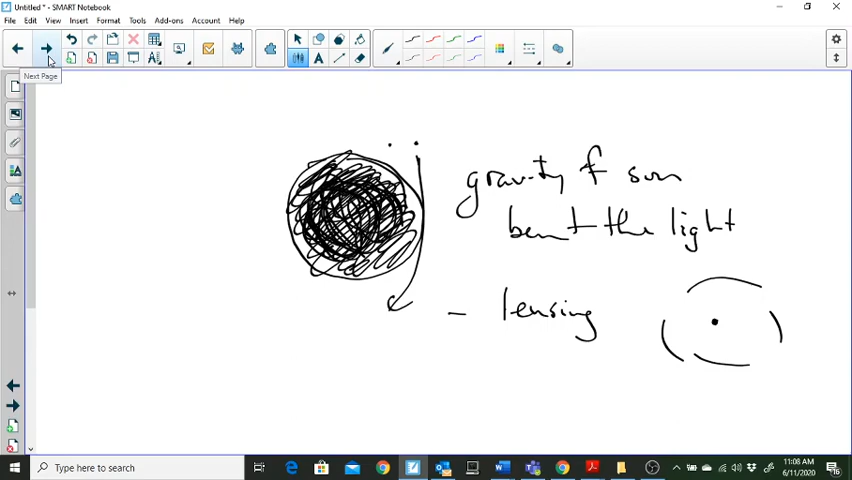 Untitled * - SMART Notebook
File Edit View Insert Format Tools Add-ons Account Help
Next Page
gravity of sun
bent the light
- lensing
Type here to search
11:08 AM
6/11/2020